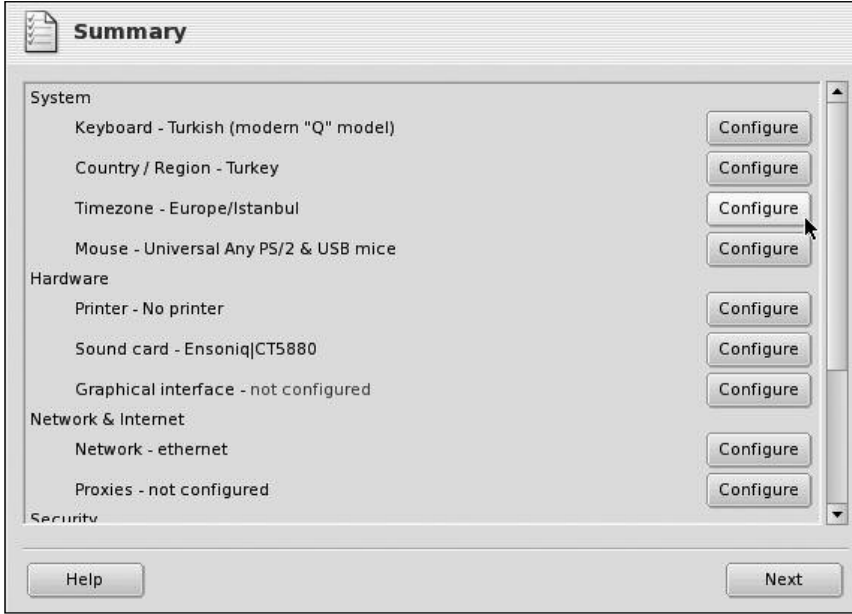 Summary
System
Keyboard - Turkish (modern "Q" model) Configure
Country / Region - Turkey Configure
Timezone - Europe/Istanbul Configure
Mouse - Universal Any PS/2 & USB mice Configure
Hardware
Printer - No printer Configure
Sound card - Ensoniq|CT5880 Configure
Graphical interface - not configured Configure
Network & Internet
Network - ethernet Configure
Proxies - not configured Configure
Security
Help Next